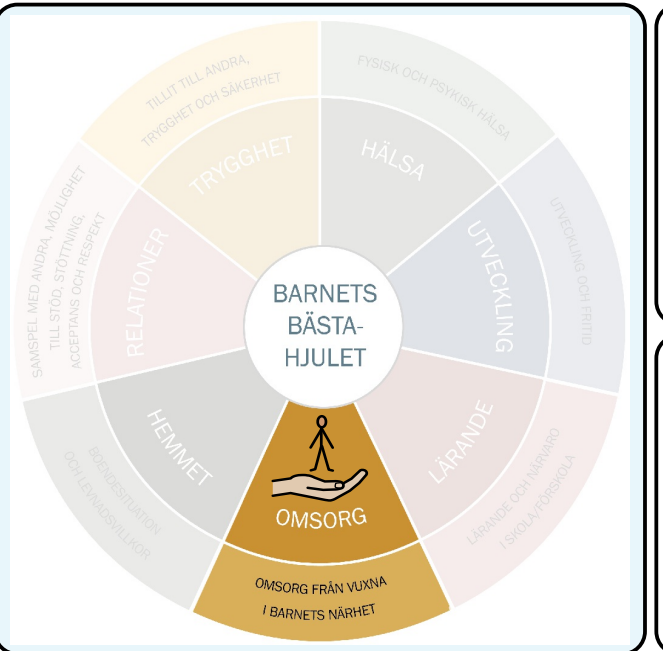 TILLIT TILL ANDRA,
TRYGGHET OCH SÄKERHET
TRYGGHET
FYSISK OCH PSYKISK HÄLSA
HÄLSA
UTVECKLING OCH FRITID
UTVECKLING
LÄRANDE
LÄRANDE OCH NÄRVARO
I SKOLA/FÖRSKOLA
OMSORG
OMSORG FRÅN VUXNA
I BARNETS NÄRHET
HEMMET
BOENDESITUATION
OCH LEVNADSVILLKOR
RELATIONER
SAMSPEL MED ANDRA, MÖJLIGHET
TILL STÖD, STÖTTNING,
ACCEPTANS OCH RESPEKT
BARNETS
BÄSTA-
HJULET